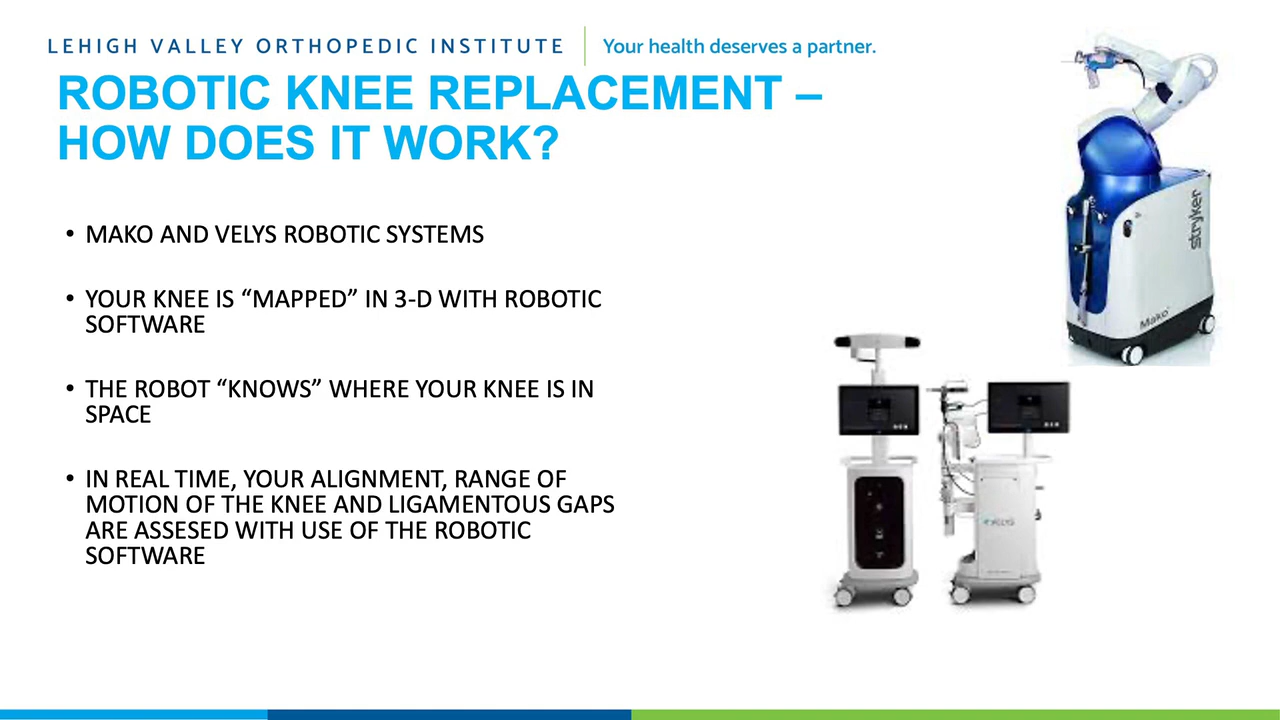 LEHIGH VALLEY ORTHOPEDIC INSTITUTE
Your health deserves a partner.
ROBOTIC KNEE REPLACEMENT –
HOW DOES IT WORK?
• MAKO AND VELYS ROBOTIC SYSTEMS
• YOUR KNEE IS “MAPPED” IN 3-D WITH ROBOTIC
SOFTWARE
• THE ROBOT “KNOWS” WHERE YOUR KNEE IS IN
SPACE
• IN REAL TIME, YOUR ALIGNMENT, RANGE OF
MOTION OF THE KNEE AND LIGAMENTOUS GAPS
ARE ASSESED WITH USE OF THE ROBOTIC
SOFTWARE
stryker
Mako
VELYS